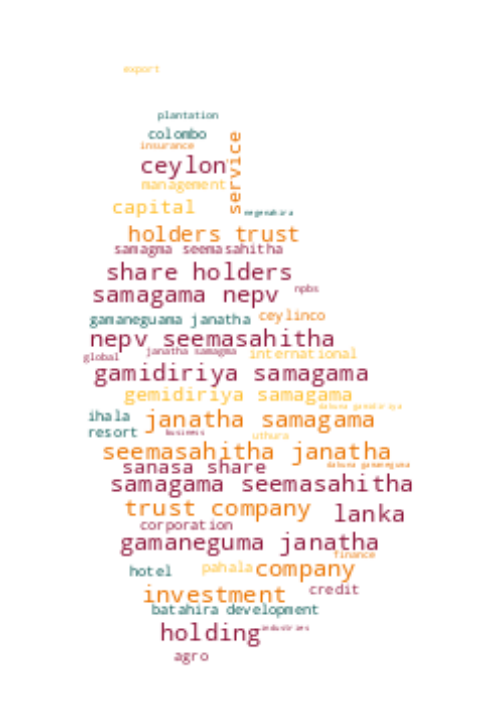 export
plantation
colombo
insurance
ceylon
service
management
capital
negenahira
holders trust
samagma seemasahitha
share holders
npbs
samagama nepv
gamaneguama janatha
ceylinco
nepv seemasahitha
janatha samagma
international
global
gamidiriya samagama
gemidiriya samagama
dakuna gamidiriya
ihala
janatha samagama
resort
business
uthura
seemasahitha janatha
sanasa share
dakuna gamaneguma
samagama seemasahitha
trust company
lanka
corporation
gamaneguma janatha
finance
hotel
pahala
company
investment
credit
batahira development
holding
industries
agro